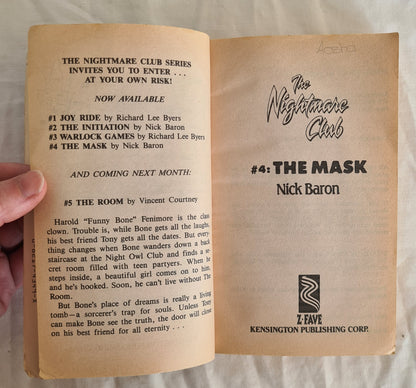 THE NIGHTMARE CLUB SERIES
INVITES YOU TO ENTER . . .
AT YOUR OWN RISK!
NOW AVAILABLE
#1 JOY RIDE by Richard Lee Byers
#2 THE INITIATION by Nick Baron
#3 WARLOCK GAMES by Richard Lee Byers
#4 THE MASK by Nick Baron
AND COMING NEXT MONTH:
#5 THE ROOM by Vincent Courtney
Harold "Funny Bone" Fenimore is the class
clown. Trouble is, while Bone gets all the laughs,
his best friend Tony gets all the dates. But every-
thing changes when Bone wanders down a back
staircase at the Night Owl Club and finds a se-
cret room filled with teen partyers. When he
steps inside, a beautiful girl comes on to him,
and he's hooked. Soon, he can't live without The
Room.
But Bone's place of dreams is really a living
tomb—a sorcerer's trap for souls. Unless Tony
can make Bone see the truth, the door will close
on his best friend for all eternity . . .
The
Nightmare
Club
#4: THE MASK
Nick Baron
Z·FAVE
KENSINGTON PUBLISHING CORP.